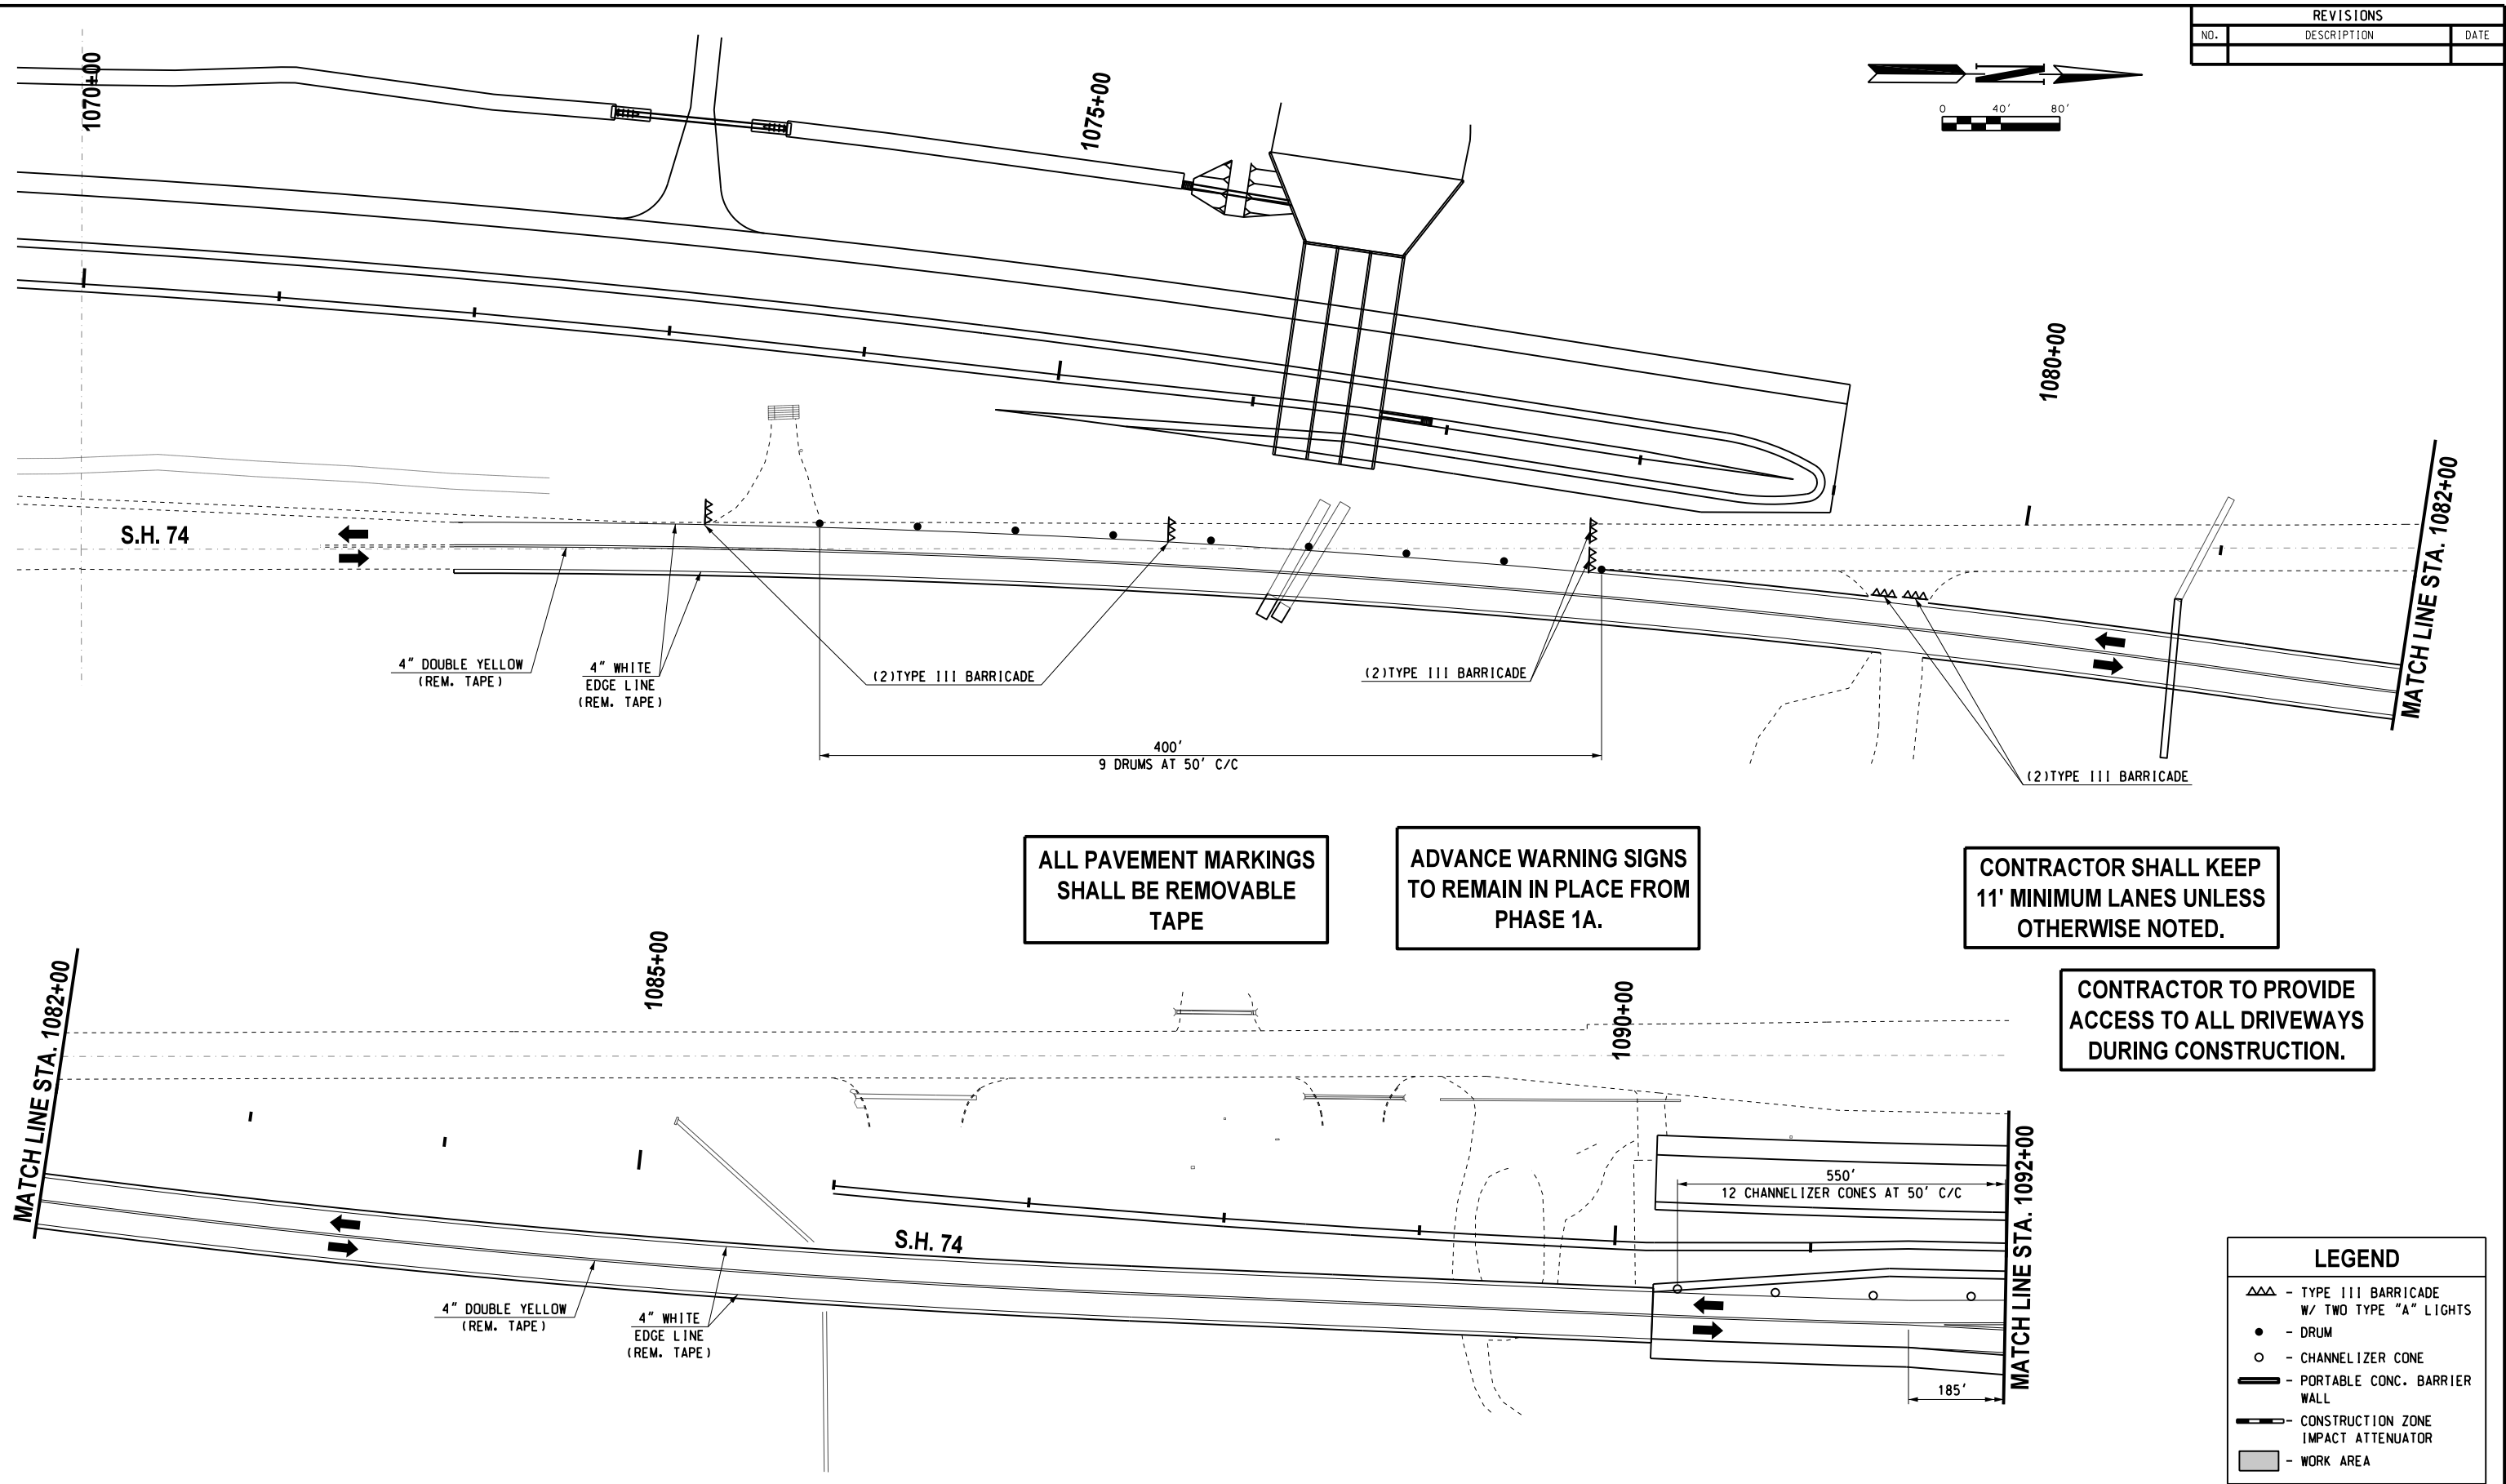 REVISIONS
NO. DESCRIPTION DATE
1070+00
1075+00
0 40' 80'
1080+00
MATCH LINE STA. 1082+00
S.H. 74
4" DOUBLE YELLOW
(REM. TAPE)
4" WHITE
EDGE LINE
(REM. TAPE)
(2)TYPE III BARRICADE
(2)TYPE III BARRICADE
400'
9 DRUMS AT 50' C/C
(2)TYPE III BARRICADE
ALL PAVEMENT MARKINGS
SHALL BE REMOVABLE
TAPE
ADVANCE WARNING SIGNS
TO REMAIN IN PLACE FROM
PHASE 1A.
CONTRACTOR SHALL KEEP
11' MINIMUM LANES UNLESS
OTHERWISE NOTED.
CONTRACTOR TO PROVIDE
ACCESS TO ALL DRIVEWAYS
DURING CONSTRUCTION.
MATCH LINE STA. 1082+00
1085+00
1090+00
550'
12 CHANNELIZER CONES AT 50' C/C
MATCH LINE STA. 1092+00
S.H. 74
4" DOUBLE YELLOW
(REM. TAPE)
4" WHITE
EDGE LINE
(REM. TAPE)
185'
LEGEND
- TYPE III BARRICADE
W/ TWO TYPE "A" LIGHTS
- DRUM
- CHANNELIZER CONE
- PORTABLE CONC. BARRIER
WALL
- CONSTRUCTION ZONE
IMPACT ATTENUATOR
- WORK AREA